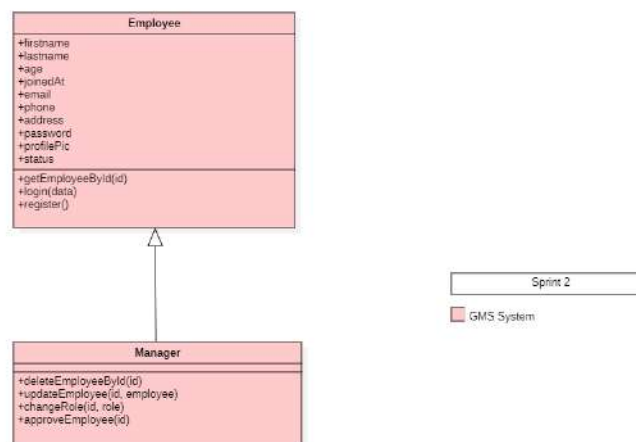 Employee
+firstname
+lastname
+age
+joinedAt
+email
+phone
+address
+password
+profilePic
+status
+getEmployeeById(id)
+login(data)
+register()
Sprint 2
GMS System
Manager
+deleteEmployeeById(id)
+updateEmployee(id, employee)
+changeRole(id, role)
+approveEmployee(id)